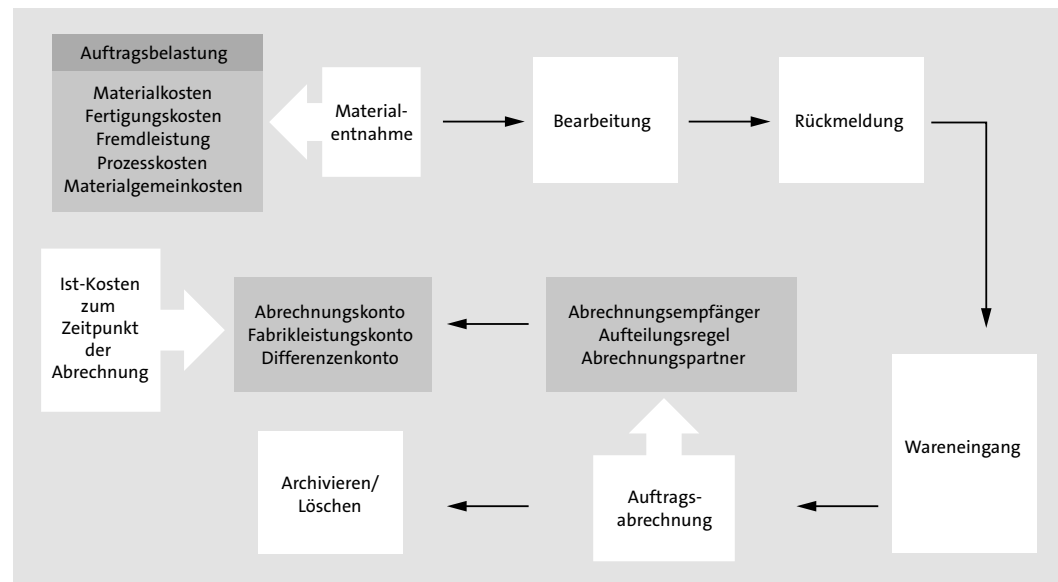 Auftragsbelastung
Materialkosten
Fertigungskosten
Fremdleistung
Prozesskosten
Materialgemeinkosten
Material-
entnahme
Bearbeitung
Rückmeldung
Ist-Kosten
zum
Zeitpunkt
der
Abrechnung
Abrechnungskonto
Fabrikleistungskonto
Differenzenkonto
Abrechnungsempfänger
Aufteilungsregel
Abrechnungspartner
Wareneingang
Archivieren/
Löschen
Auftrags-
abrechnung